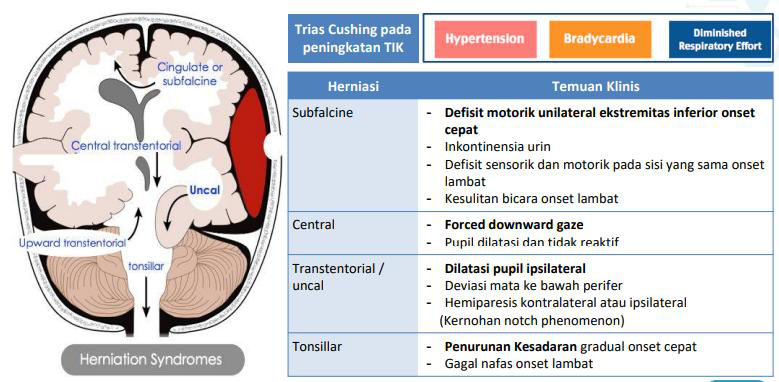 Cingulate or
subfalcine
Central transtentorial
Uncal
Upward transtentorial
tonsillar
Herniation Syndromes
Trias Cushing pada
peningkatan TIK
Hypertension
Bradycardia
Diminished
Respiratory Effort
Herniasi
Temuan Klinis
Subfalcine
- Defisit motorik unilateral ekstremitas inferior onset
cepat
- Inkontinensia urin
- Defisit sensorik dan motorik pada sisi yang sama onset
lambat
- Kesulitan bicara onset lambat
Central
- Forced downward gaze
- Pupil dilatasi dan tidak reaktif
Transtentorial /
uncal
- Dilatasi pupil ipsilateral
- Deviasi mata ke bawah perifer
- Hemiparesis kontralateral atau ipsilateral
(Kernohan notch phenomenon)
Tonsillar
- Penurunan Kesadaran gradual onset cepat
- Gagal nafas onset lambat